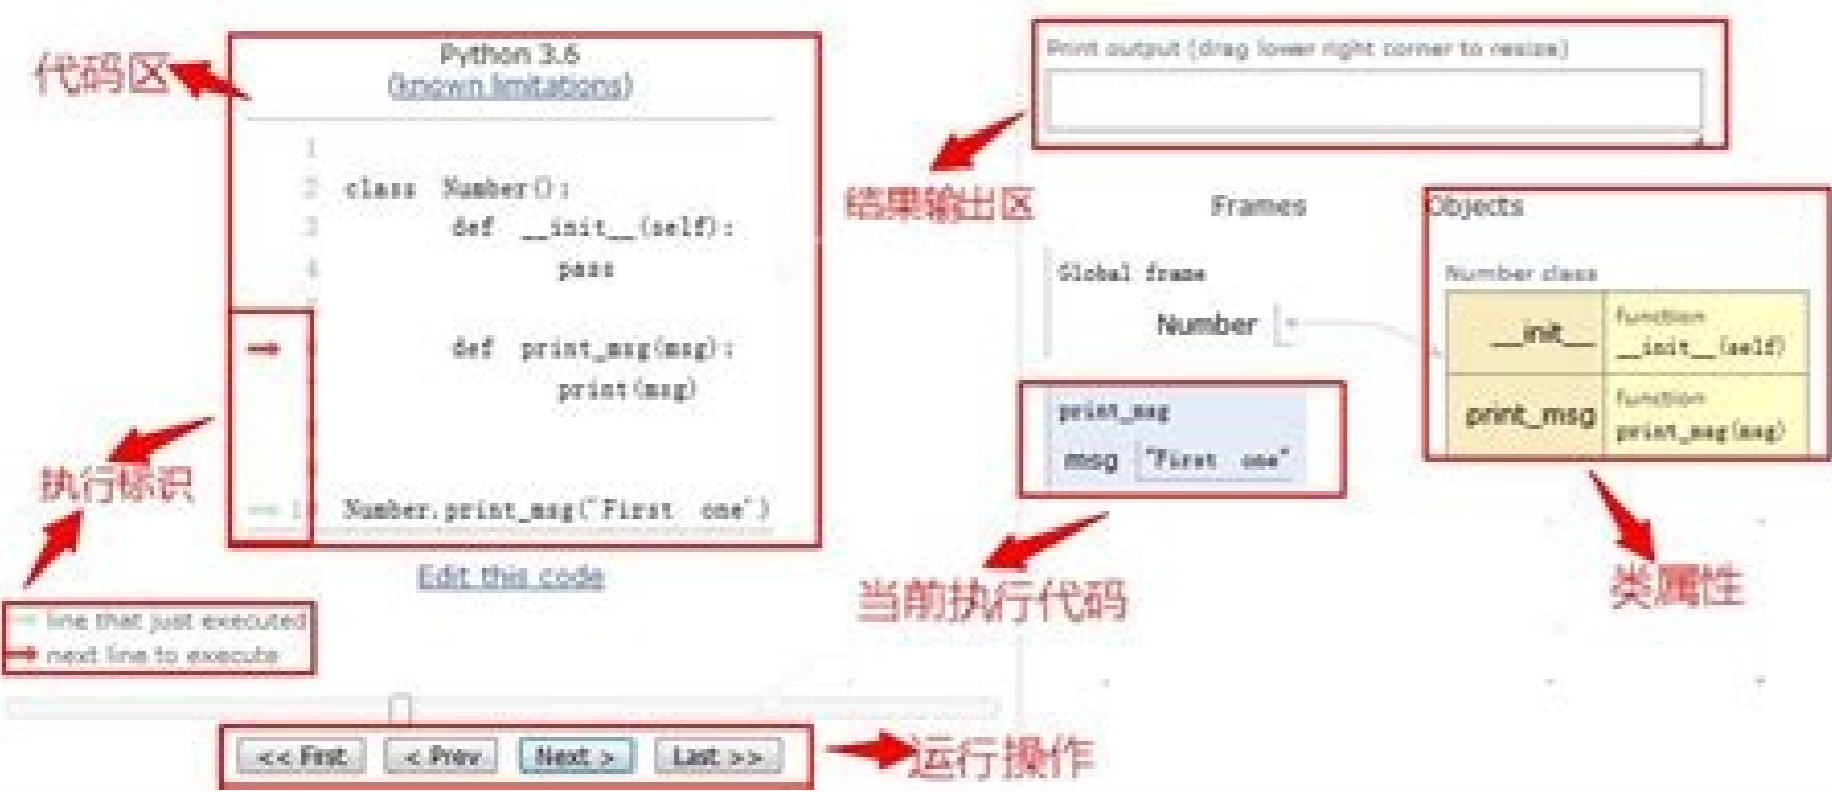 代码区
Python 3.6
(known limitations)
1
2 class Number():
3 def __init__(self):
4 pass
def print_msg(msg):
print(msg)
Number.print_msg("First one")
执行标识
Edit this code
line that just executed
next line to execute
<< First
< Prev
Next >
Last >>
运行操作
Print output (drag lower right corner to resize)
结果输出区
Frames
Objects
Global frame
Number
Number class
__init__
function
__init__(self)
print_msg
function
print_msg(msg)
print_msg
msg "First one"
当前执行代码
类属性